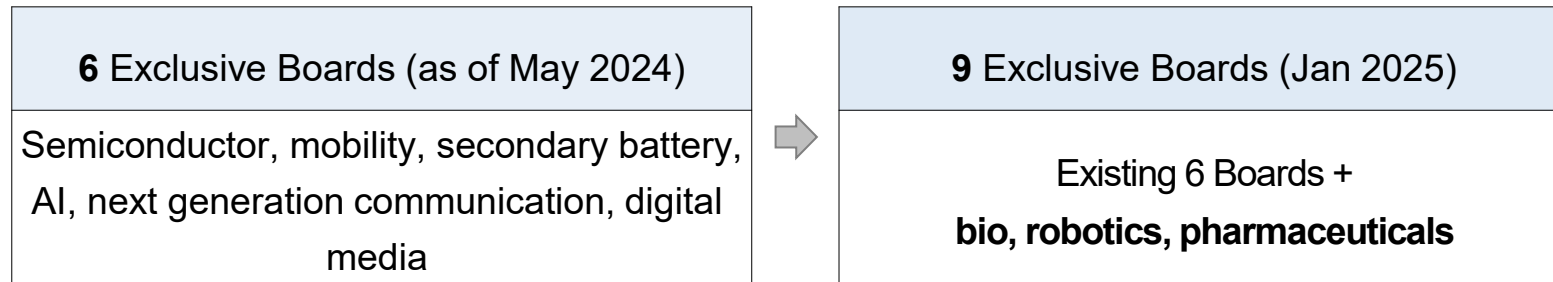 6 Exclusive Boards (as of May 2024)
Semiconductor, mobility, secondary battery,
AI, next generation communication, digital
media
9 Exclusive Boards (Jan 2025)
Existing 6 Boards +
bio, robotics, pharmaceuticals